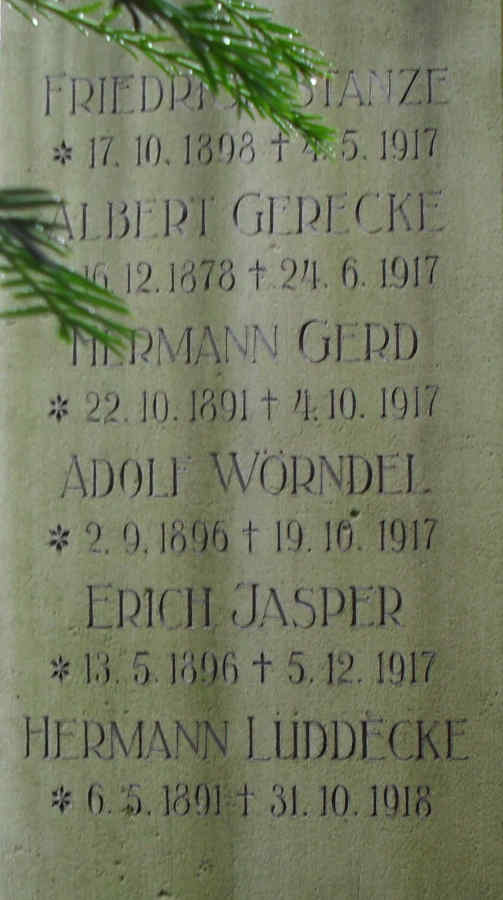 STANZE
* 17. 10. 1898 † 4. 5. 1917
ALBERT GERECKE
16. 12. 1878 † 24. 6. 1917
HERMANN GERD
* 22. 10. 1891 † 4. 10. 1917
ADOLF WÖRNDEL
* 2. 9. 1896 † 19. 10. 1917
ERICH JASPER
* 13. 5. 1896 † 5. 12. 1917
HERMANN LÜDDECKE
* 6. 5. 1891 † 31. 10. 1918